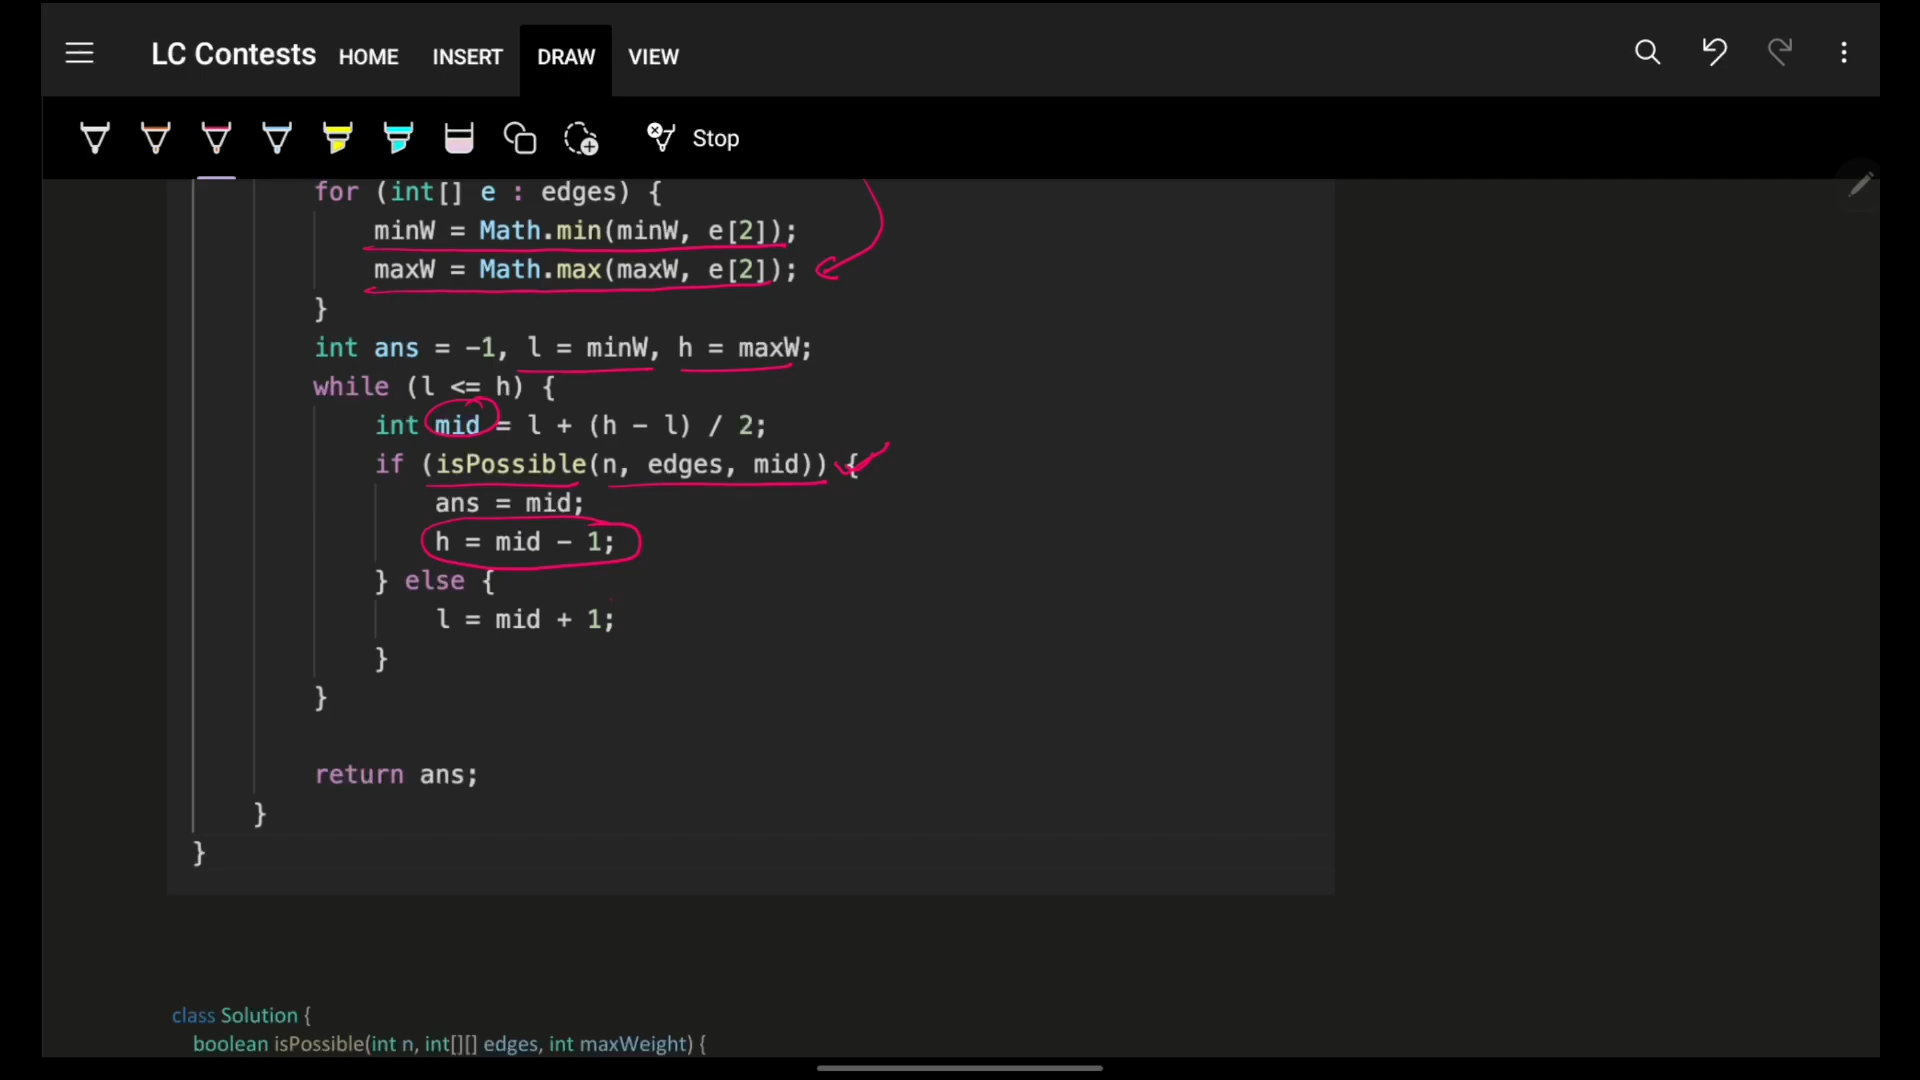 LC Contests HOME INSERT DRAW VIEW
Stop
for (int[] e : edges) {
minW = Math.min(minW, e[2]);
maxW = Math.max(maxW, e[2]);
}
int ans = -1, l = minW, h = maxW;
while (l <= h) {
int mid = l + (h - l) / 2;
if (isPossible(n, edges, mid)) {
ans = mid;
h = mid - 1;
} else {
l = mid + 1;
}
}
return ans;
}
}
class Solution {
boolean isPossible(int n, int[][] edges, int maxWeight) {